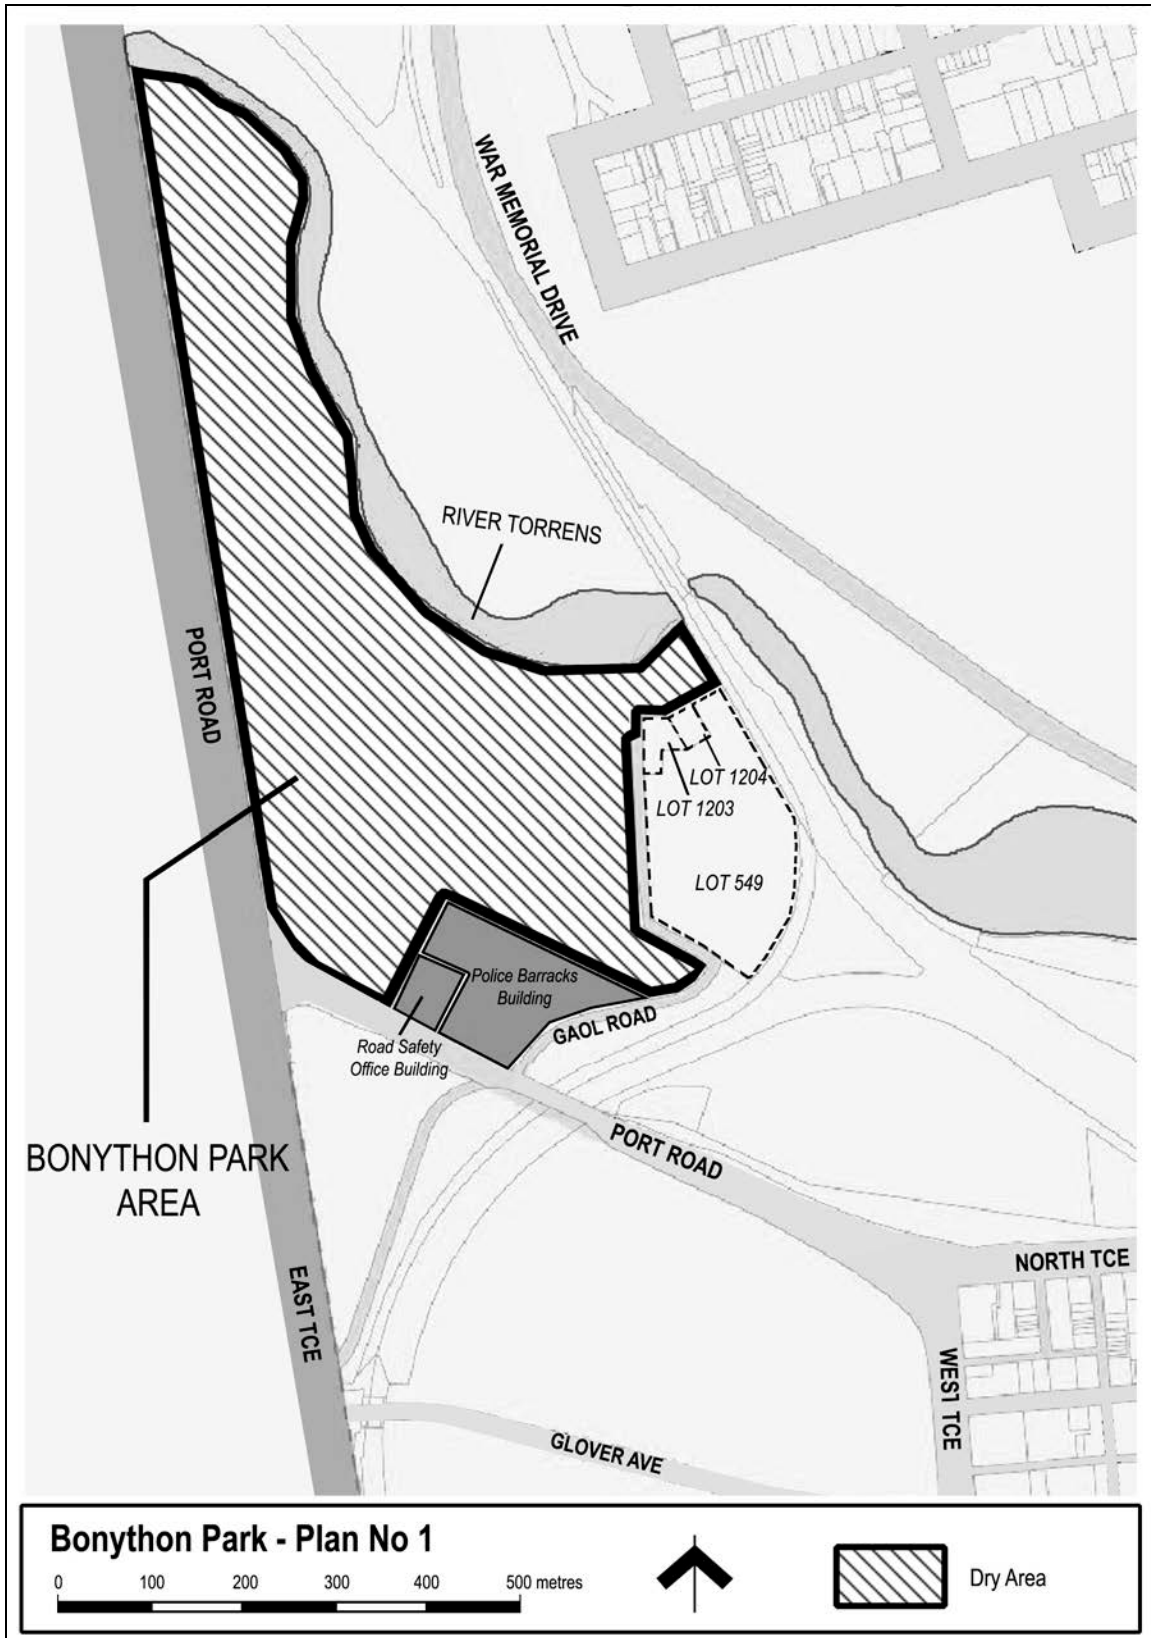 WAR MEMORIAL DRIVE
RIVER TORRENS
PORT ROAD
LOT 1204
LOT 1203
LOT 549
Police Barracks
Building
GAOL ROAD
Road Safety
Office Building
PORT ROAD
BONYTHON PARK
AREA
NORTH TCE
EAST TCE
WEST TCE
GLOVER AVE
Bonython Park - Plan No 1
0 100 200 300 400 500 metres
Dry Area